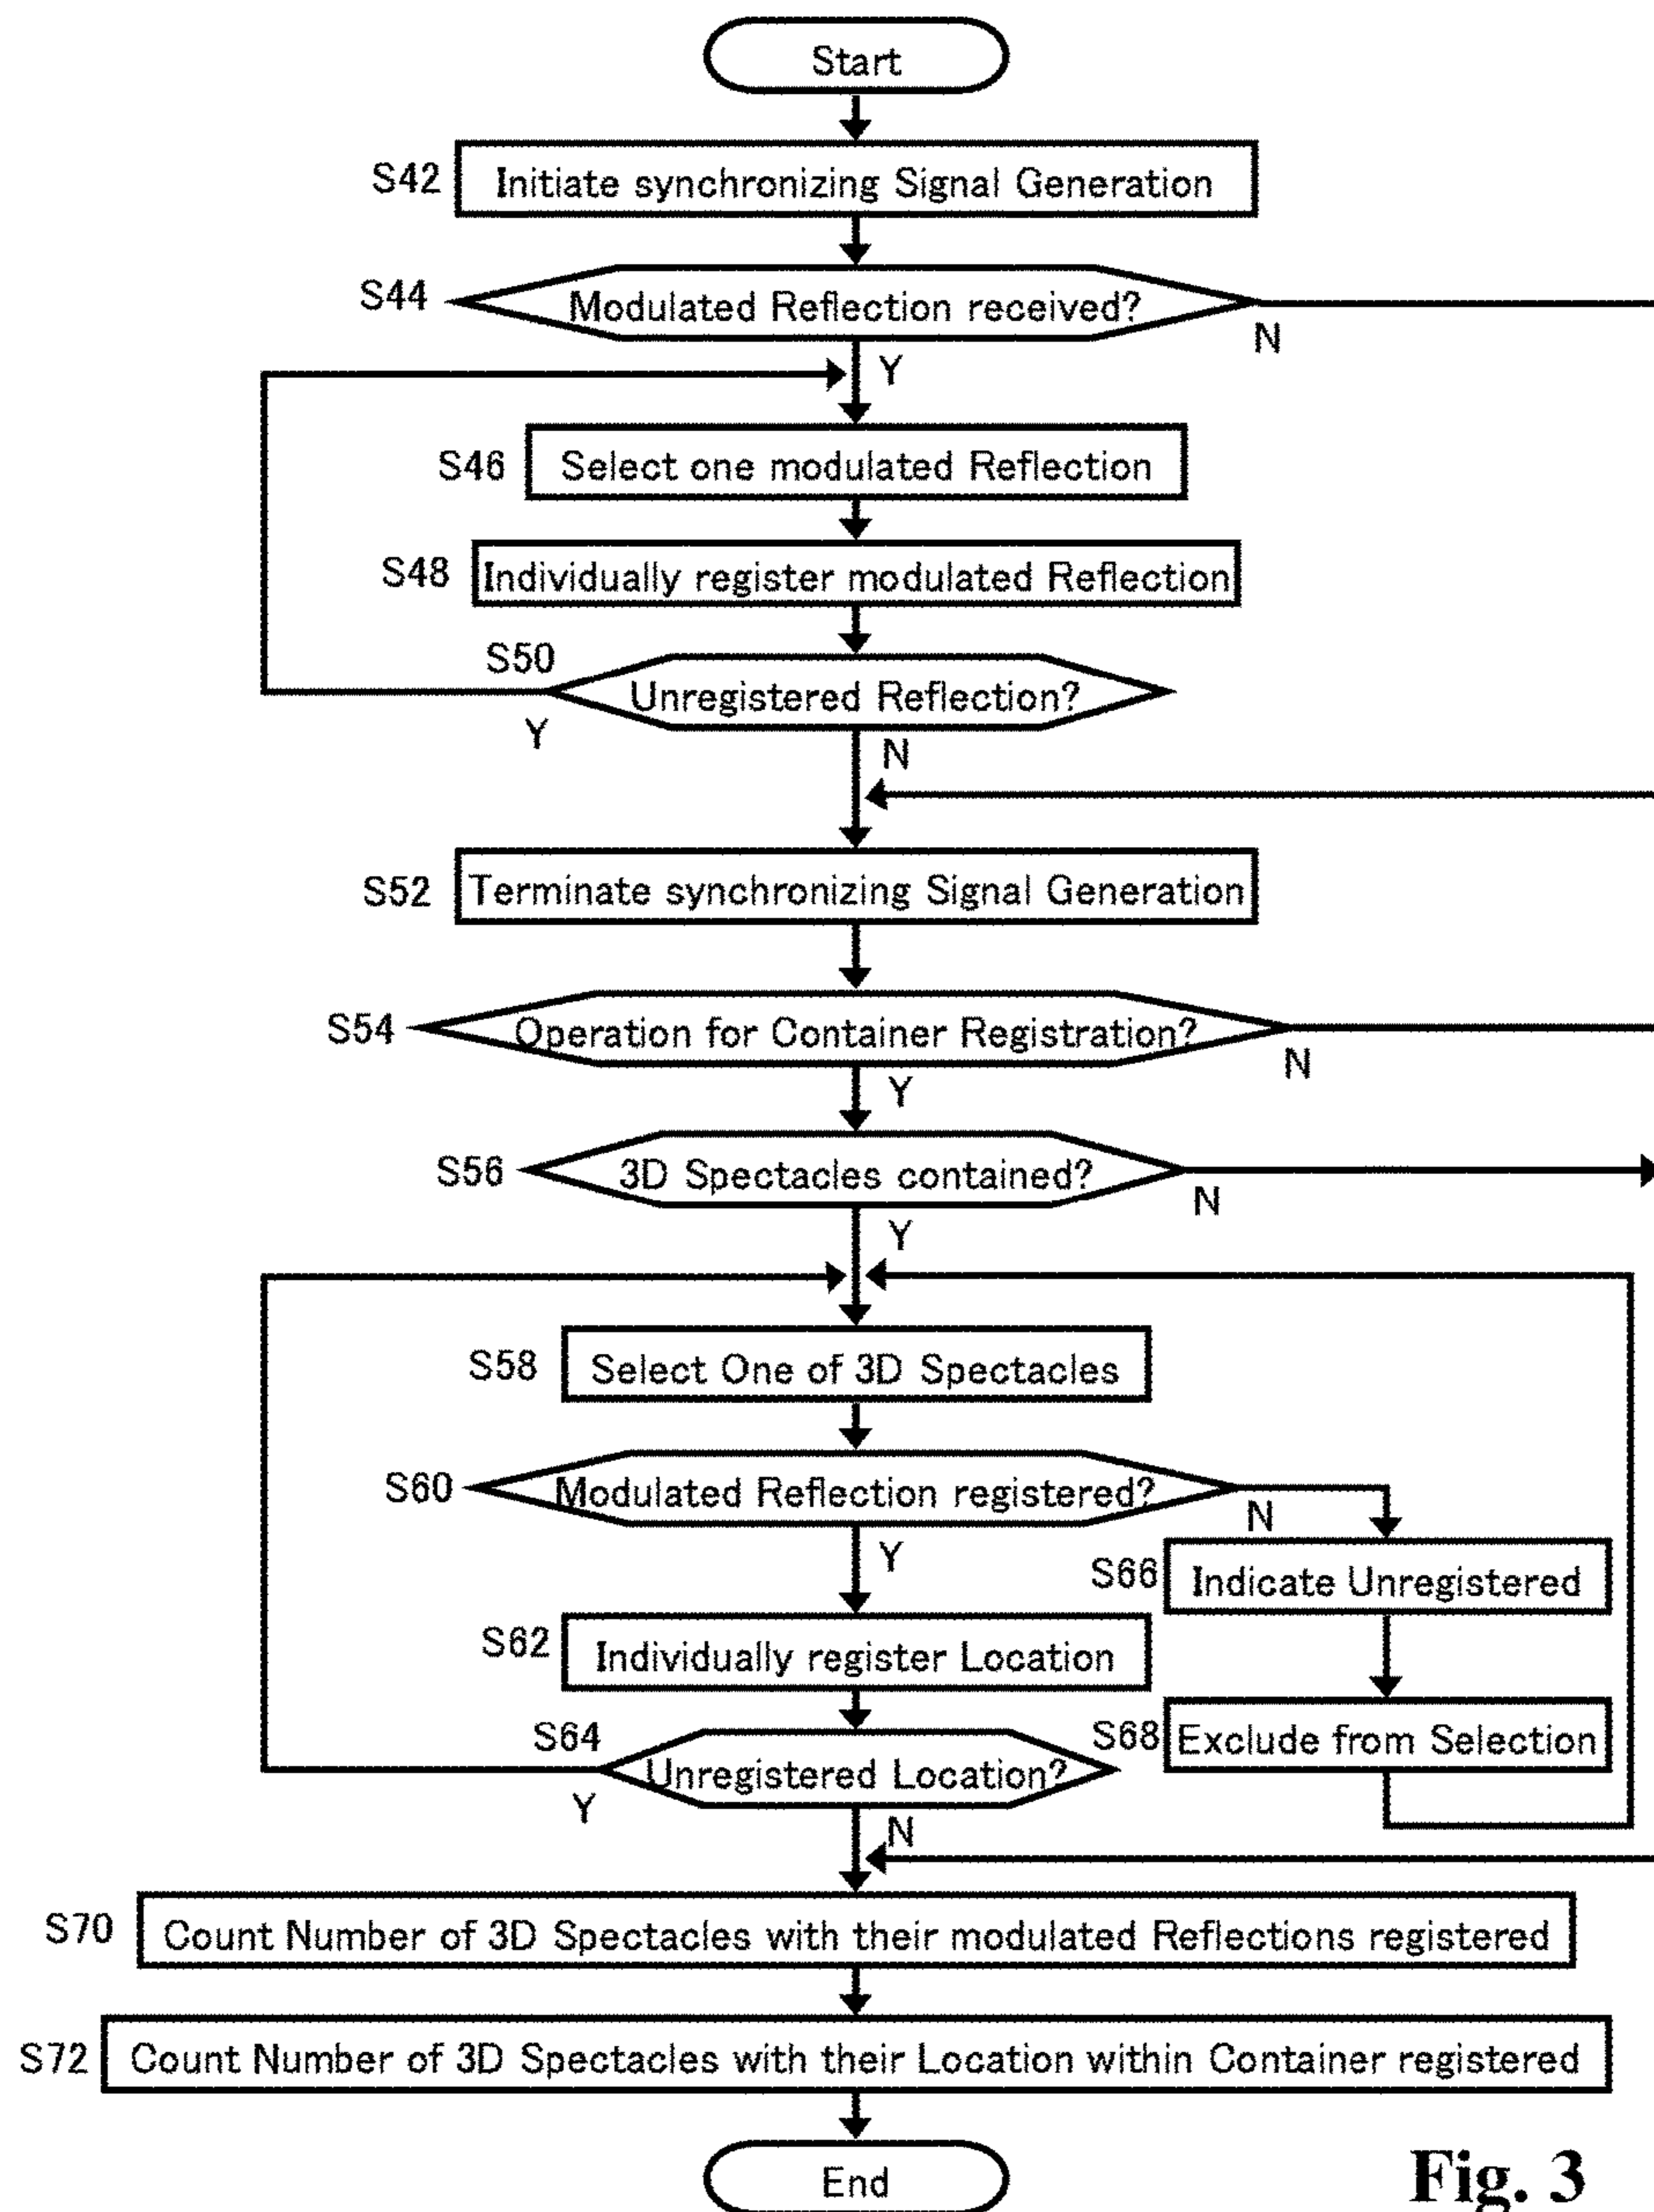 Start
S42 Initiate synchronizing Signal Generation
S44 Modulated Reflection received?
N
Y
S46 Select one modulated Reflection
S48 Individually register modulated Reflection
S50
Unregistered Reflection?
Y
N
S52 Terminate synchronizing Signal Generation
S54 Operation for Container Registration?
N
Y
S56 3D Spectacles contained?
N
Y
S58 Select One of 3D Spectacles
S60 Modulated Reflection registered?
N
Y
S66 Indicate Unregistered
S62 Individually register Location
S64
S68 Exclude from Selection
Unregistered Location?
Y
N
S70 Count Number of 3D Spectacles with their modulated Reflections registered
S72 Count Number of 3D Spectacles with their Location within Container registered
End
Fig. 3